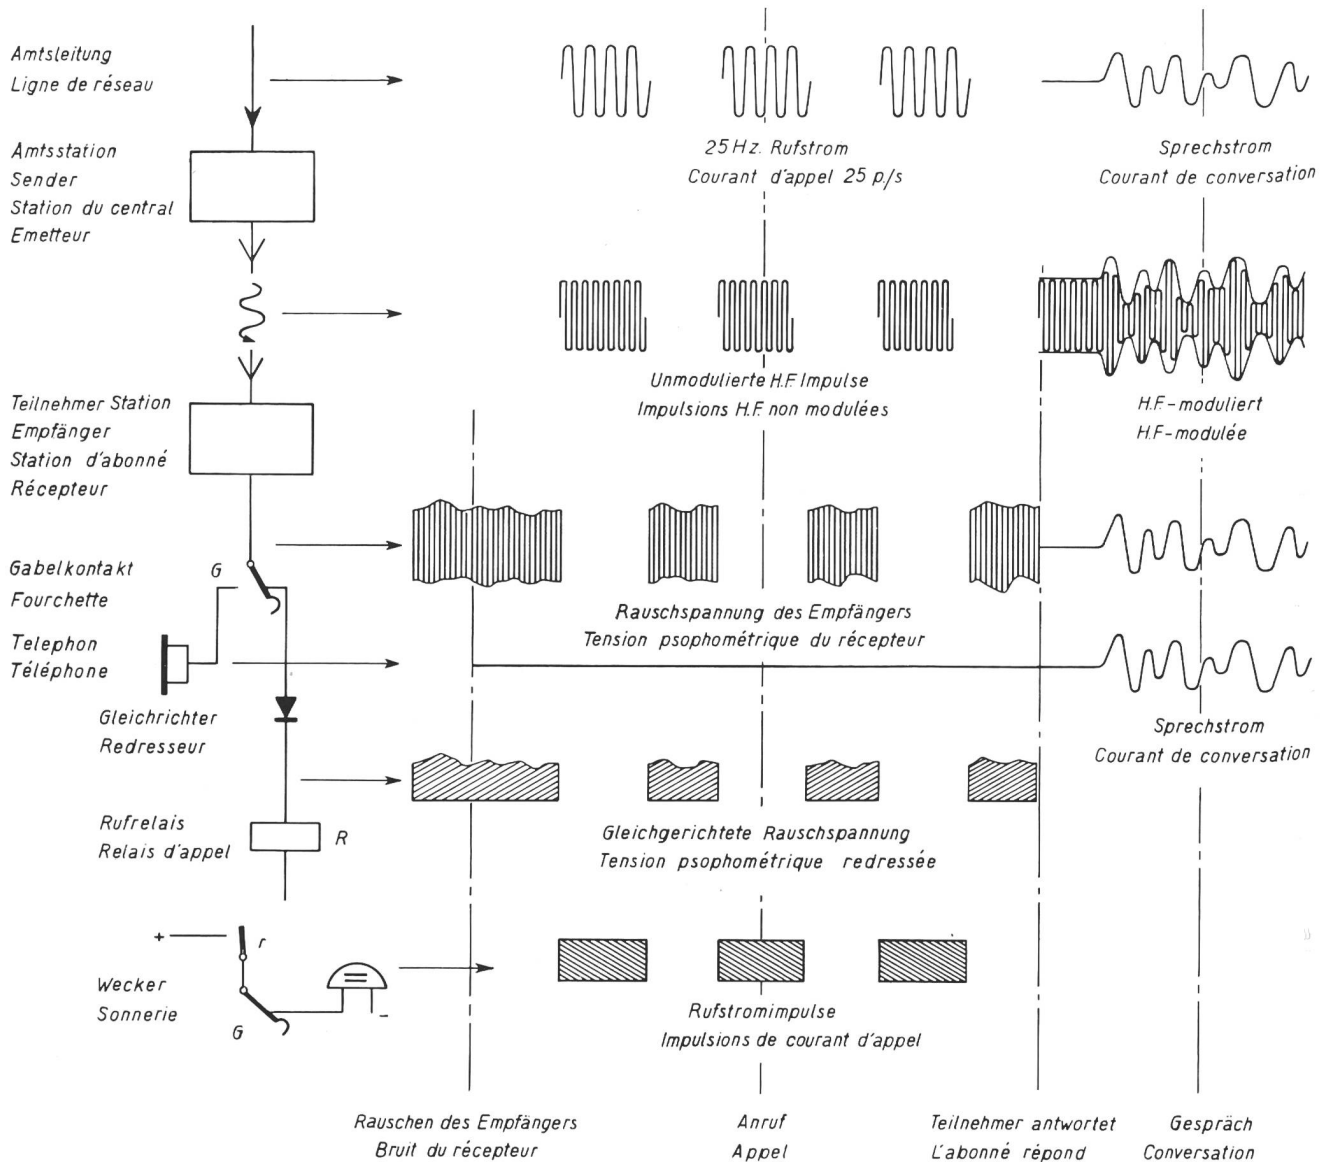 Amtsleitung
Ligne de réseau
25 Hz. Rufstrom
Courant d'appel 25 p./s
Sprechstrom
Courant de conversation
Amtsstation
Sender
Station du central
Emetteur
Unmodulierte H.F. Impulse
Impulsions H.F. non modulées
H.F.-moduliert
H.F-modulée
Teilnehmer Station
Empfänger
Station d'abonné
Récepteur
Gabelkontakt
Fourchette
G
Rauschspannung des Empfängers
Tension psophométrique du récepteur
Telephon
Téléphone
Sprechstrom
Courant de conversation
Gleichrichter
Redresseur
Gleichgerichtete Rauschspannung
Tension psophométrique redressée
Rufrelais
Relais d'appel
R
+
r
Wecker
Sonnerie
G
–
Rufstromimpulse
Impulsions de courant d'appel
Rauschen des Empfängers
Bruit du récepteur
Anruf
Appel
Teilnehmer antwortet
L'abonné répond
Gespräch
Conversation